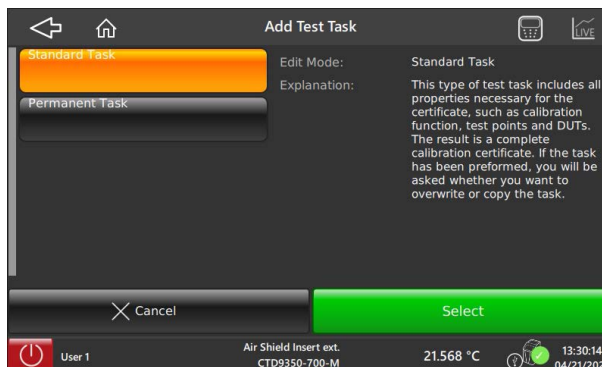 Add Test Task
LIVE
Standard Task
Permanent Task
Edit Mode: Standard Task
Explanation: This type of test task includes all
properties necessary for the
certificate, such as calibration
function, test points and DUTs.
The result is a complete
calibration certificate. If the task
has been preformed, you will be
asked whether you want to
overwrite or copy the task.
Cancel
Select
User 1
Air Shield Insert ext.
CTD9350-700-M
21.568 °C
13:30:14
04/21/202